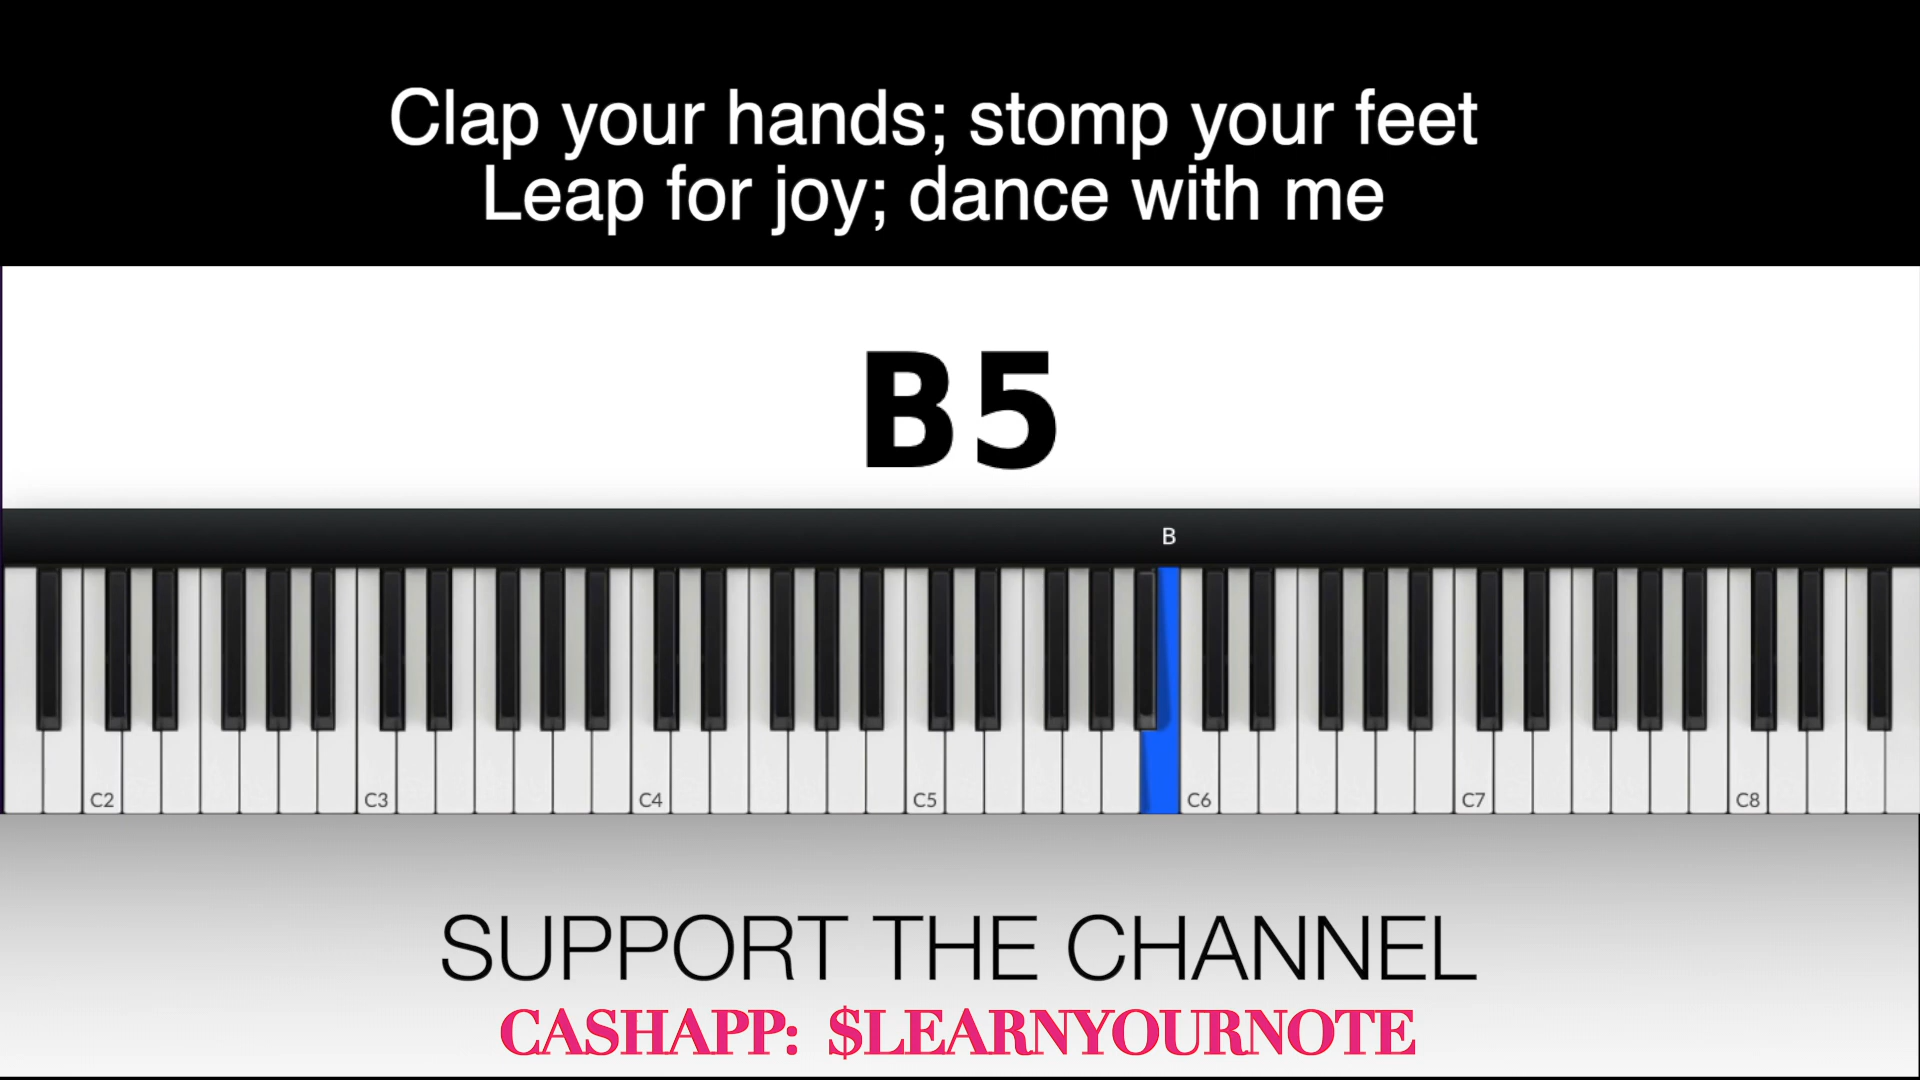 Clap your hands; stomp your feet
Leap for joy; dance with me
B5
B
C2 C3 C4 C5 C6 C7 C8
SUPPORT THE CHANNEL
CASHAPP: $LEARNYOURNOTE